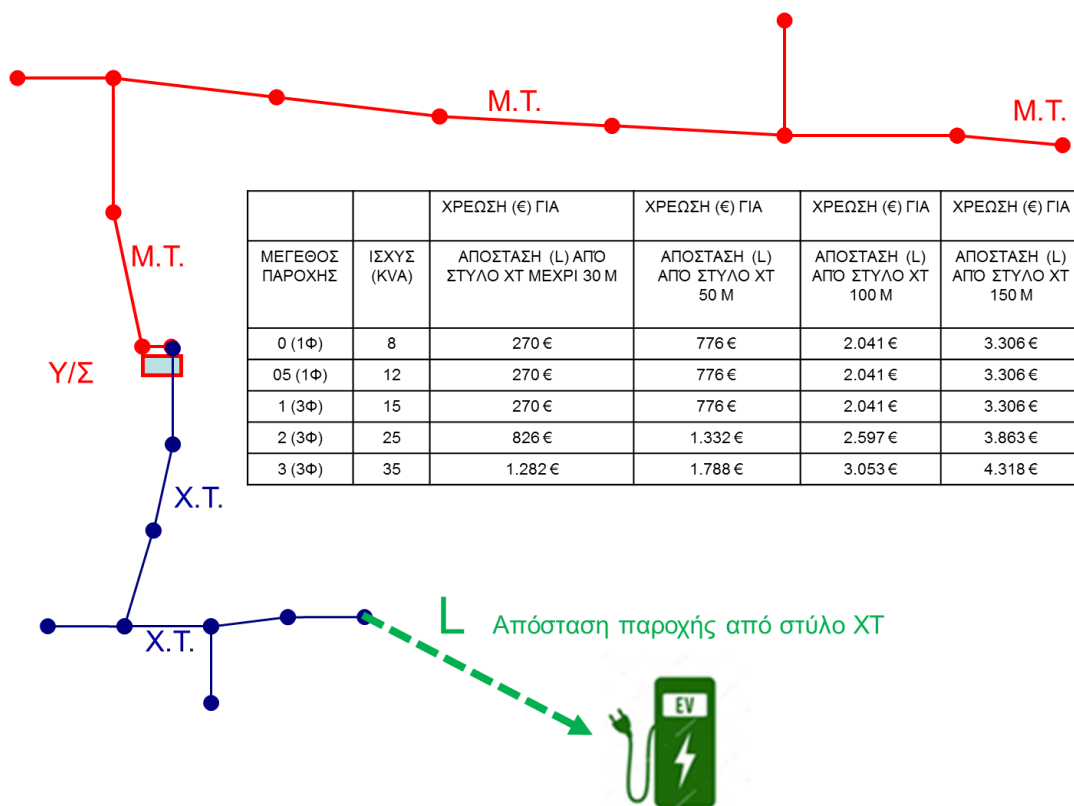 Μ.Τ.
Μ.Τ.
ΧΡΕΩΣΗ (€) ΓΙΑ ΧΡΕΩΣΗ (€) ΓΙΑ ΧΡΕΩΣΗ (€) ΓΙΑ ΧΡΕΩΣΗ (€) ΓΙΑ
ΜΕΓΕΘΟΣ ΙΣΧΥΣ ΑΠΟΣΤΑΣΗ (L) ΑΠΌ ΑΠΟΣΤΑΣΗ (L) ΑΠΟΣΤΑΣΗ (L) ΑΠΟΣΤΑΣΗ (L)
ΠΑΡΟΧΗΣ (KVA) ΣΤΥΛΟ ΧΤ ΜΕΧΡΙ 30 Μ ΑΠΌ ΣΤΥΛΟ ΧΤ ΑΠΌ ΣΤΥΛΟ ΧΤ ΑΠΌ ΣΤΥΛΟ ΧΤ
50 Μ 100 Μ 150 Μ
0 (1Φ) 8 270 € 776 € 2.041 € 3.306 €
05 (1Φ) 12 270 € 776 € 2.041 € 3.306 €
1 (3Φ) 15 270 € 776 € 2.041 € 3.306 €
2 (3Φ) 25 826 € 1.332 € 2.597 € 3.863 €
3 (3Φ) 35 1.282 € 1.788 € 3.053 € 4.318 €
Μ.Τ.
Υ/Σ
Χ.Τ.
Χ.Τ.
L Απόσταση παροχής από στύλο ΧΤ
EV